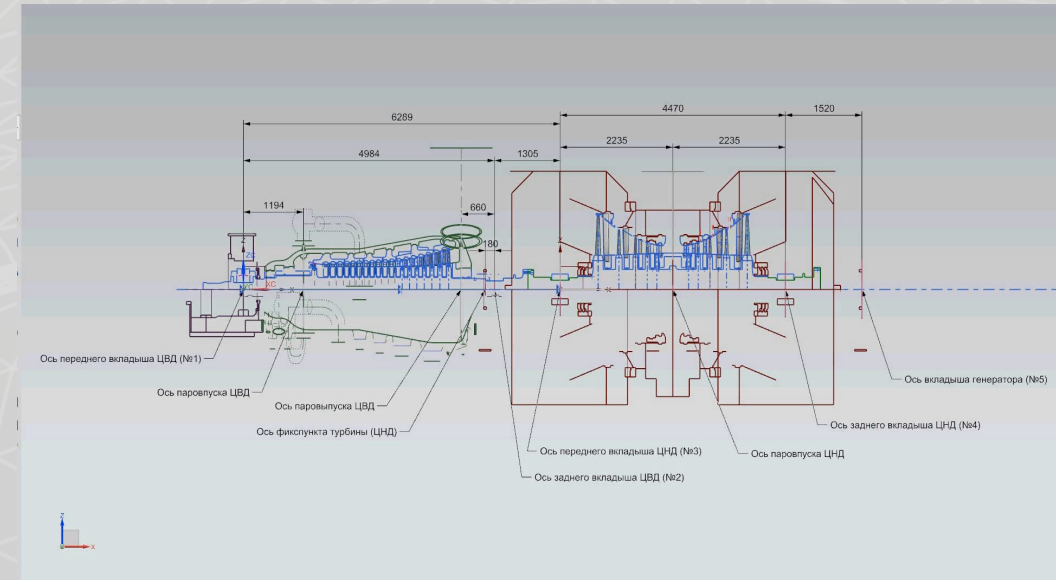 4470
1520
6289
2235
2235
4984
1305
1194
660
180
Z
XC
X
Ось переднего вкладыша ЦВД (№1)
Ось паровпуска ЦВД
Ось паровыпуска ЦВД
Ось фикспункта турбины (ЦНД)
Ось переднего вкладыша ЦНД (№3)
Ось заднего вкладыша ЦВД (№2)
Ось паровпуска ЦНД
Ось заднего вкладыша ЦНД (№4)
Ось вкладыша генератора (№5)
Z
X